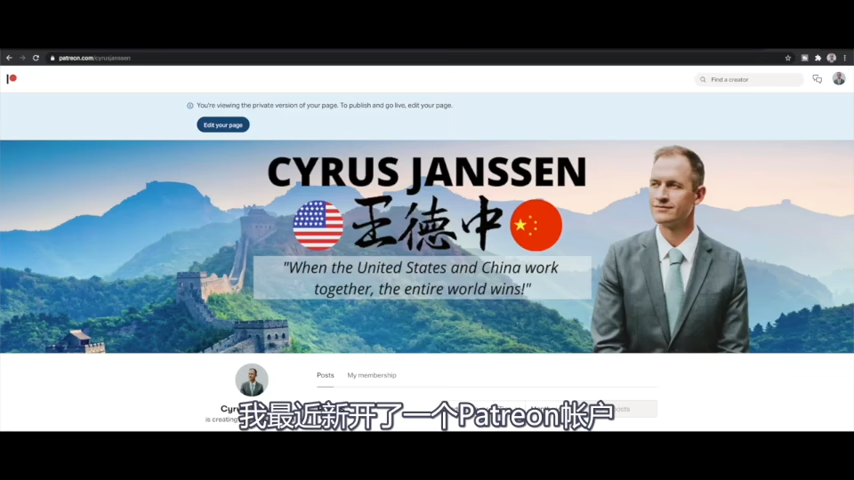 patreon.com/cyrusjanssen
Find a creator
You're viewing the private version of your page. To publish and go live, edit your page.
Edit your page
CYRUS JANSSEN
王德中
"When the United States and China work
together, the entire world wins!"
Posts
My membership
我最近新开了一个Patreon帐户
is creating